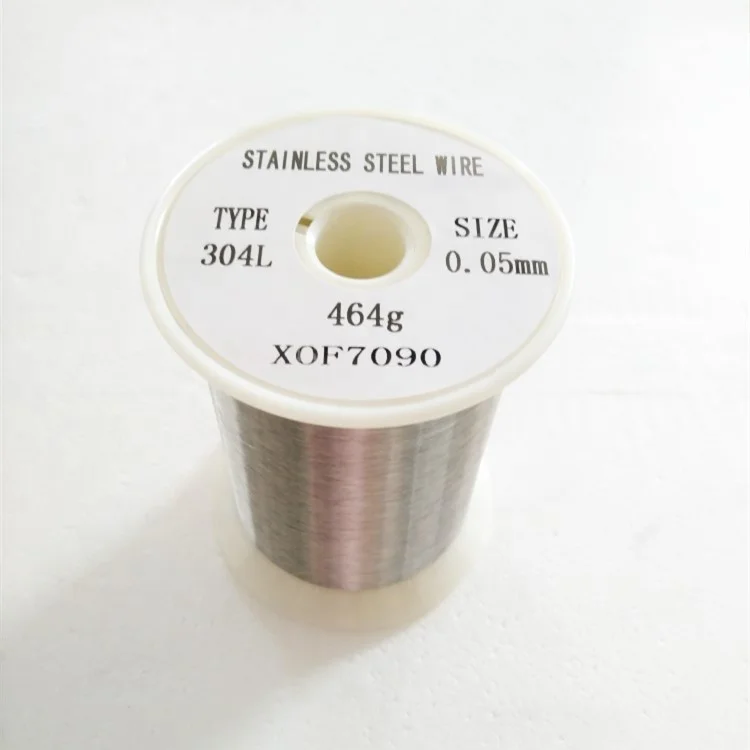 STAINLESS STEEL WIRE
TYPE
304L
SIZE
0.05mm
464g
XOF7090